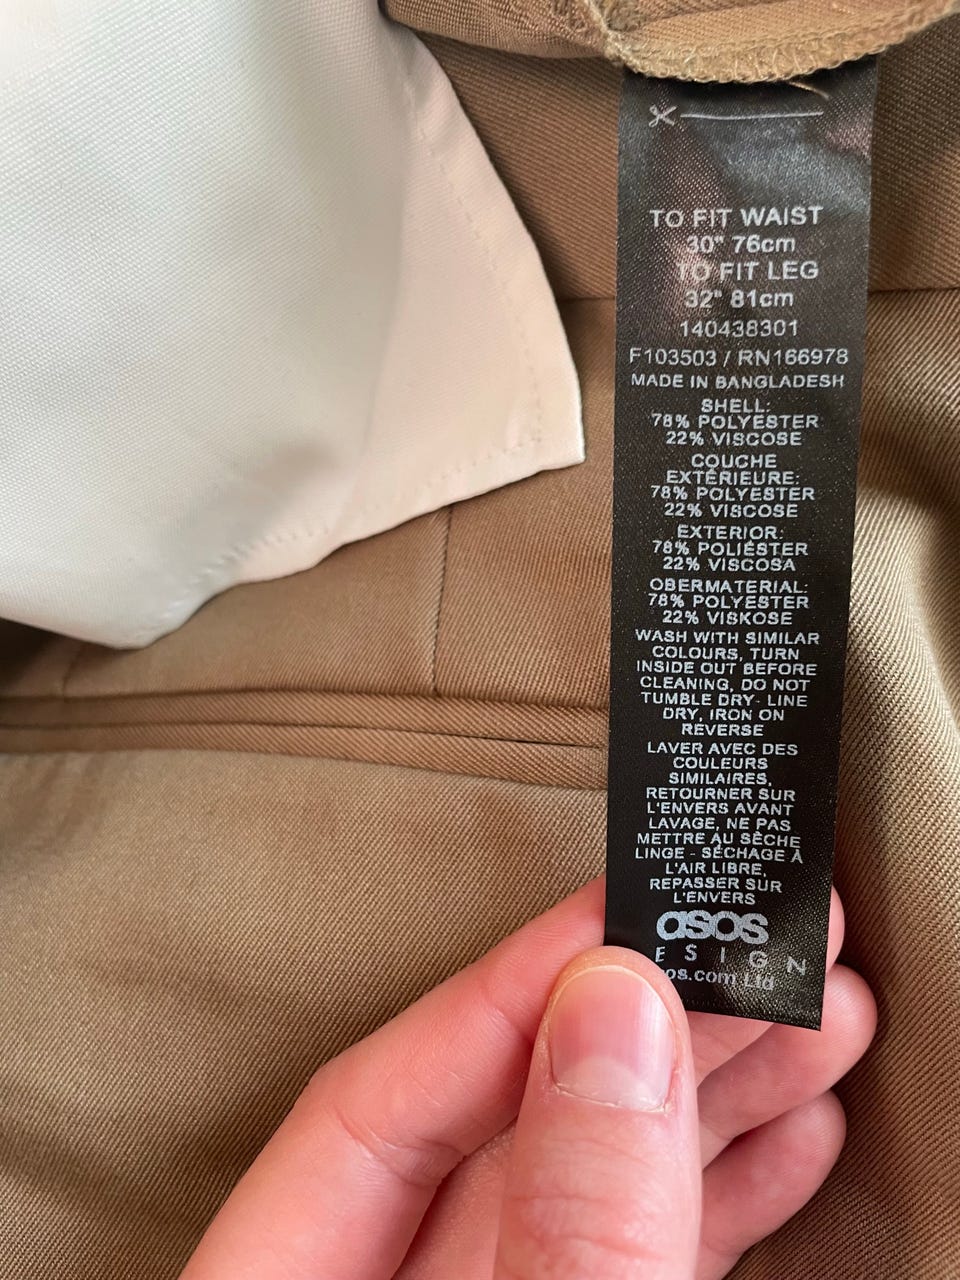 TO FIT WAIST
30" 76cm
TO FIT LEG
32" 81cm
140438301
F103503 / RN166978
MADE IN BANGLADESH
SHELL:
78% POLYESTER
22% VISCOSE
COUCHE
EXTÉRIEURE:
78% POLYESTER
22% VISCOSE
EXTERIOR:
78% POLIÉSTER
22% VISCOSA
OBERMATERIAL:
78% POLYESTER
22% VISKOSE
WASH WITH SIMILAR
COLOURS, TURN
INSIDE OUT BEFORE
CLEANING, DO NOT
TUMBLE DRY- LINE
DRY, IRON ON
REVERSE
LAVER AVEC DES
COULEURS
SIMILAIRES,
RETOURNER SUR
L'ENVERS AVANT
LAVAGE, NE PAS
METTRE AU SÈCHE
LINGE - SÉCHAGE À
L'AIR LIBRE,
REPASSER SUR
L'ENVERS
asos
ESIGN
os.com Ltd